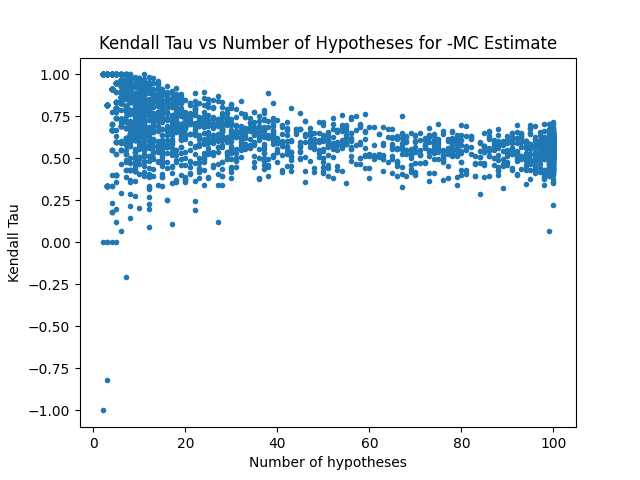 Kendall Tau vs Number of Hypotheses for -MC Estimate
1.00
0.75
0.50
0.25
0.00
−0.25
−0.50
−0.75
−1.00
Kendall Tau
0 20 40 60 80 100
Number of hypotheses